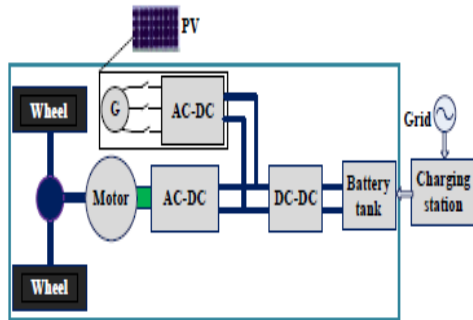 PV
Wheel
G
AC-DC
Grid
Motor
AC-DC
DC-DC
Battery
tank
Charging
station
Wheel